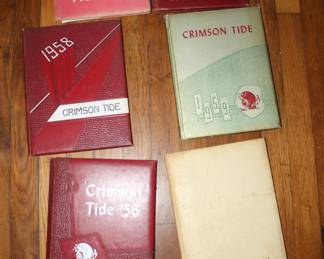 1958
CRIMSON TIDE
CRIMSON TIDE
1959
Crimson
Tide '56